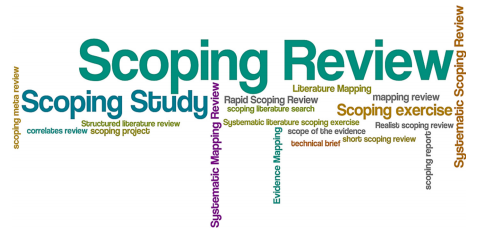 Scoping Review
scoping meta review
Systematic Scoping Review
Literature Mapping
Scoping Study
Rapid Scoping Review
mapping review
scoping literature search
Scoping exercise
Structured literature review
Systematic literature scoping exercise
Realist scoping review
correlates review
scoping project
scope of the evidence
short scoping review
technical brief
Systematic Mapping Review
Evidence Mapping
scoping report